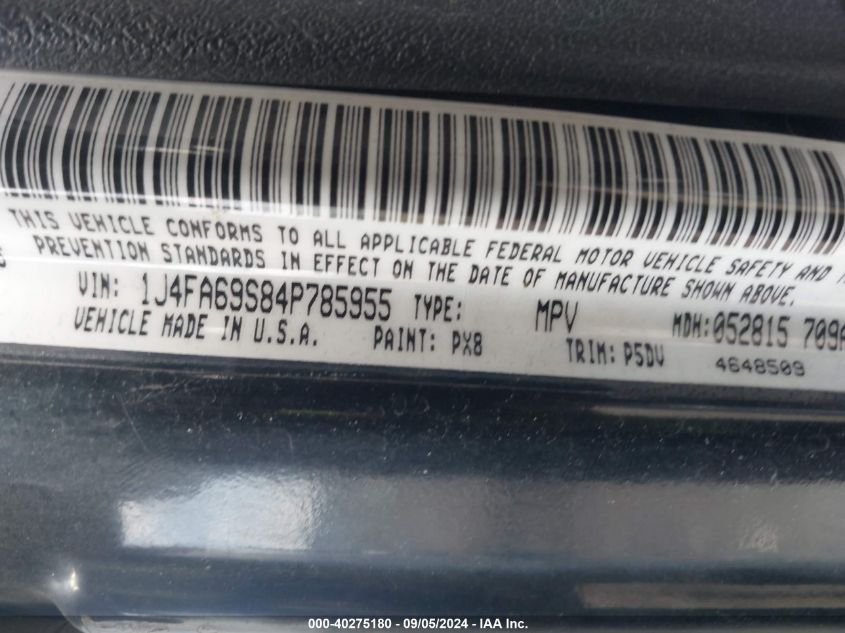 THIS VEHICLE CONFORMS TO ALL APPLICABLE FEDERAL MOTOR VEHICLE SAFETY AND
PREVENTION STANDARDS IN EFFECT ON THE DATE OF MANUFACTURE SHOWN ABOVE.
VIN: 1J4FA69S84P785955 TYPE: MPV MDH:052815 709A
VEHICLE MADE IN U.S.A. PAINT: PX8 TRIM: P5DV 4648509
000-40275180 - 09/05/2024 - IAA Inc.